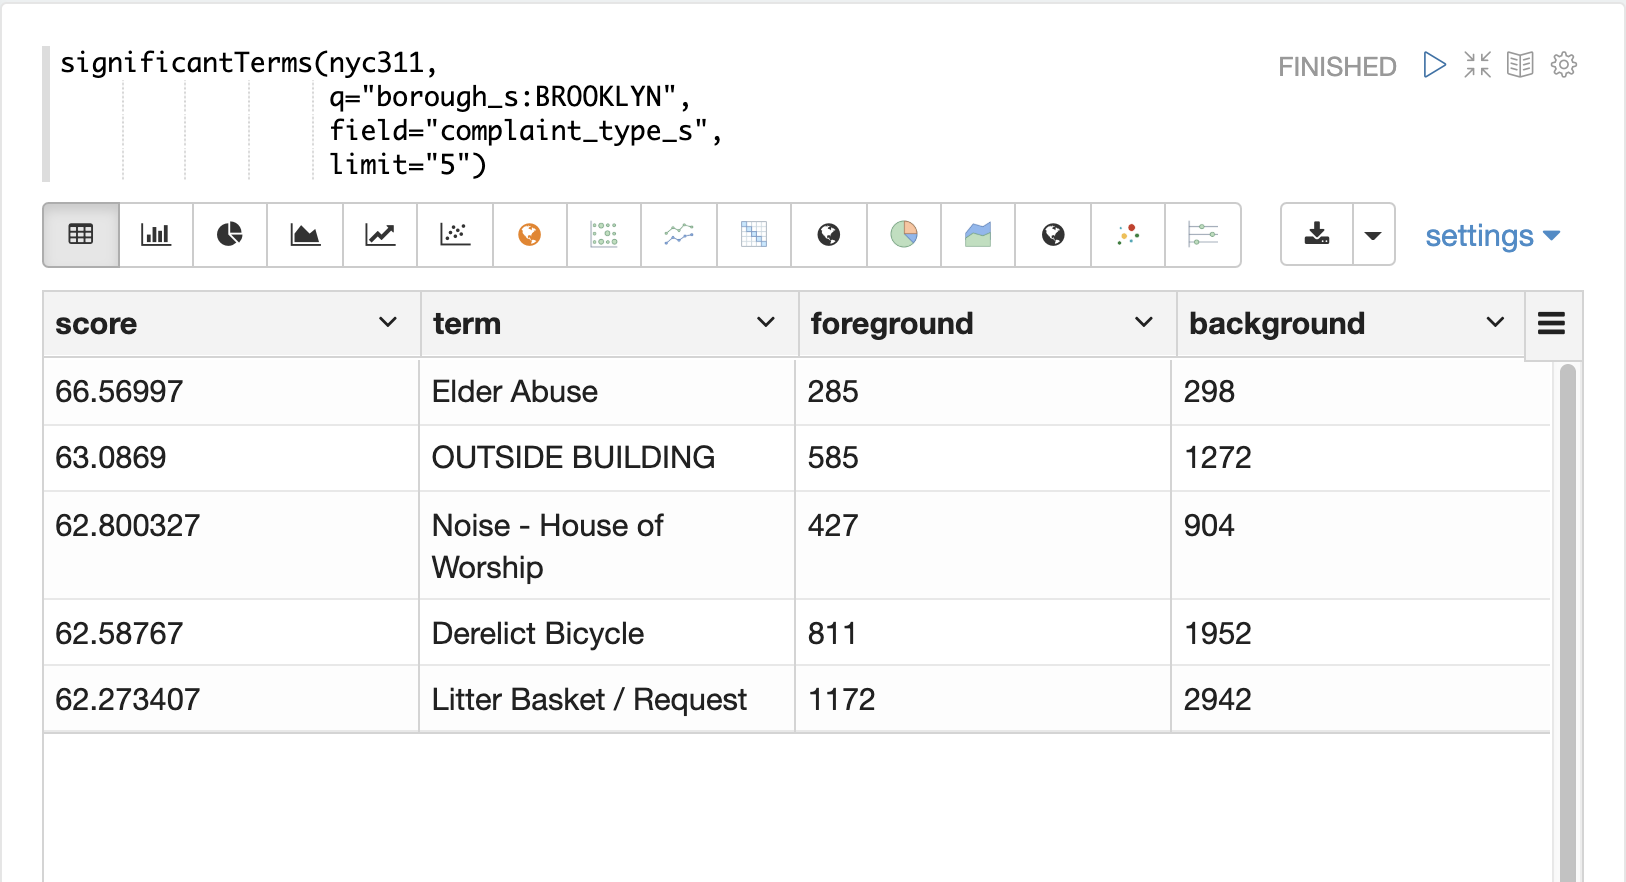 significantTerms(nyc311,
q="borough_s:BROOKLYN",
field="complaint_type_s",
limit="5")
FINISHED
settings
score term foreground background
66.56997 Elder Abuse 285 298
63.0869 OUTSIDE BUILDING 585 1272
62.800327 Noise - House of 427 904
Worship
62.58767 Derelict Bicycle 811 1952
62.273407 Litter Basket / Request 1172 2942